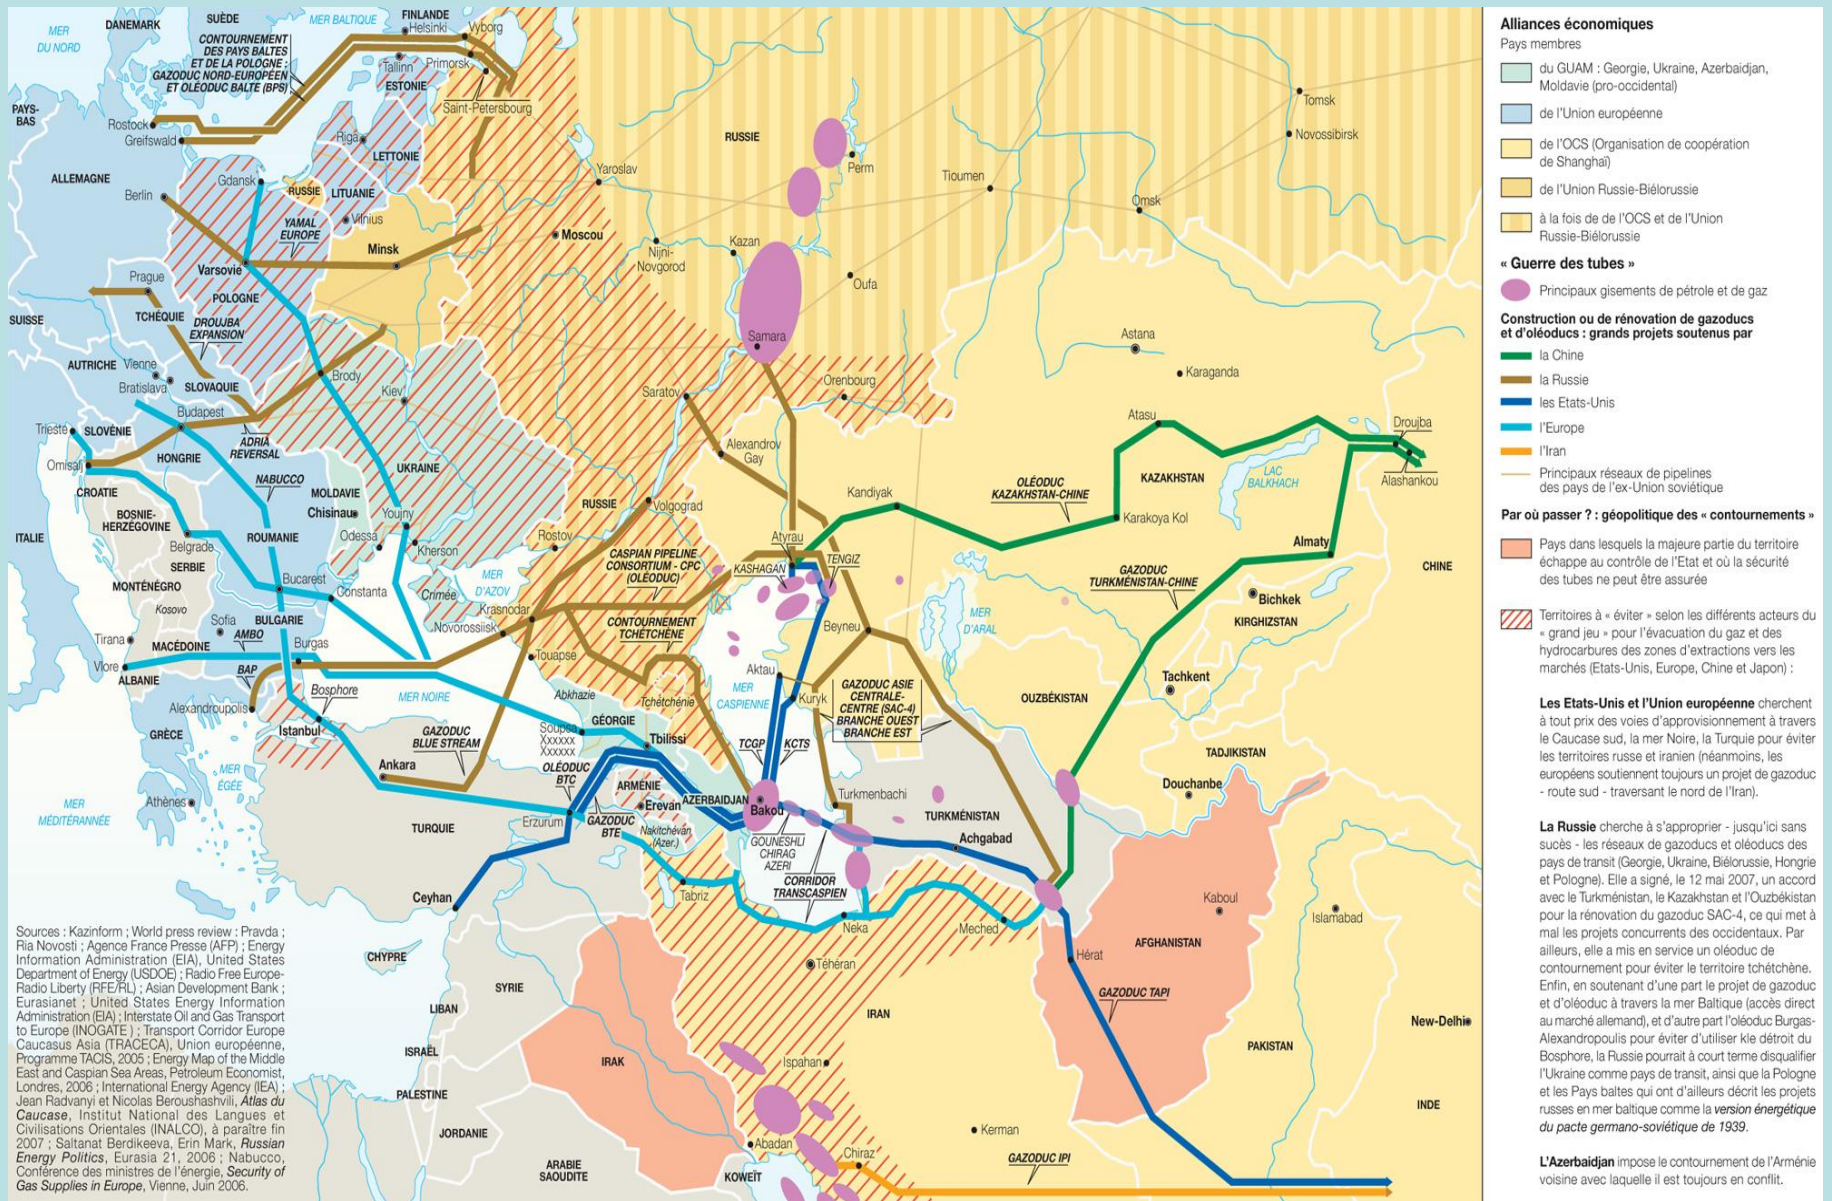 MER
DU NORD
DANEMARK
SUÈDE
MER BALTIQUE
FINLANDE
Helsinki
Vyborg
CONTOURNEMENT
DES PAYS BALTES
ET DE LA POLOGNE :
GAZODUC NORD-EUROPÉEN
ET OLÉODUC BALTE (BPS)
Tallinn
Primorsk
ESTONIE
Saint-Petersbourg
PAYS-
BAS
Rostock
Greifswald
Riga
LETTONIE
RUSSIE
Perm
Tomsk
Novossibirsk
Yaroslav
Tioumen
Omsk
ALLEMAGNE
Gdansk
RUSSIE
LITUANIE
Berlin
Vilnius
YAMAL
EUROPE
Minsk
Moscou
Nijni-
Novgorod
Kazan
Oufa
Varsovie
Prague
POLOGNE
SUISSE
TCHÉQUIE
DROUJBA
EXPANSION
Samara
Astana
Karaganda
AUTRICHE
Vienne
Bratislava
SLOVAQUIE
Brody
Kiev
Saratov
Orenbourg
Budapest
Atasu
Droujba
Trieste
SLOVÉNIE
ADRIA
REVERSAL
Alexandrov
Gay
Omisalj
HONGRIE
UKRAINE
LAC
BALKHACH
KAZAKHSTAN
Alashankou
NABUCCO
CROATIE
MOLDAVIE
Chisinau
RUSSIE
Volgograd
Kandiyak
OLÉODUC
KAZAKHSTAN-CHINE
Karakoya Kol
BOSNIE-
HERZÉGOVINE
Youjny
ITALIE
Belgrade
ROUMANIE
Odessa
Kherson
Rostov
Atyrau
Almaty
SERBIE
CASPIAN PIPELINE
CONSORTIUM - CPC
(OLÉODUC)
KASHAGAN
TENGIZ
CHINE
MONTÉNÉGRO
Bucarest
Constanta
MER
D'AZOV
Crimée
GAZODUC
TURKMÉNISTAN-CHINE
Kosovo
Sofia
BULGARIE
Krasnodar
Bichkek
KIRGHIZSTAN
Tirana
AMBO
MACÉDOINE
Burgas
Novorossiisk
CONTOURNEMENT
TCHÉTCHÈNE
Beyneu
MER
D'ARAL
Vlore
ALBANIE
BAP
Touapse
Aktau
Tachkent
Alexandroupolis
Bosphore
MER NOIRE
Abkhazie
Tchétchénie
MER
CASPIENNE
Kuryk
GAZODUC ASIE
CENTRALE-
CENTRE (SAC-4)
BRANCHE OUEST
BRANCHE EST
OUZBÉKISTAN
GRÈCE
Istanbul
GAZODUC
BLUE STREAM
Soupsa
Xxxxxx
Xxxxxx
GÉORGIE
Tbilissi
TCGP
KCTS
TADJIKISTAN
Ankara
OLÉODUC
BTC
ARMÉNIE
Douchanbe
MER
ÉGÉE
Athènes
Erevan
AZERBAIDJAN
Bakou
Turkmenbachi
MER
MÉDITÉRRANÉE
TURQUIE
Erzurum
GAZODUC
BTE
Nakitchévan
(Azer.)
GOUNESHLI
CHIRAG
AZERI
TURKMÉNISTAN
Achgabad
CORRIDOR
TRANSCASPIEN
Ceyhan
Tabriz
Neka
Meched
Kaboul
Islamabad
AFGHANISTAN
CHYPRE
Téhéran
Hérat
SYRIE
GAZODUC TAPI
LIBAN
IRAN
New-Delhi
ISRAËL
IRAK
Ispahan
PAKISTAN
PALESTINE
INDE
JORDANIE
Abadan
Kerman
ARABIE
SAOUDITE
KOWEÏT
Chiraz
GAZODUC IPI
Sources : Kazinform ; World press review : Pravda ;
Ria Novosti ; Agence France Presse (AFP) ; Energy
Information Administration (EIA), United States
Department of Energy (USDOE) ; Radio Free Europe-
Radio Liberty (RFE/RL) ; Asian Development Bank ;
Eurasianet ; United States Energy Information
Administration (EIA) ; Interstate Oil and Gas Transport
to Europe (INOGATE ) ; Transport Corridor Europe
Caucasus Asia (TRACECA), Union européenne,
Programme TACIS, 2005 ; Energy Map of the Middle
East and Caspian Sea Areas, Petroleum Economist,
Londres, 2006 ; International Energy Agency (IEA) ;
Jean Radvanyi et Nicolas Beroushashvili, Atlas du
Caucase, Institut National des Langues et
Civilisations Orientales (INALCO), à paraître fin
2007 ; Saltanat Berdikeeva, Erin Mark, Russian
Energy Politics, Eurasia 21, 2006 ; Nabucco,
Conférence des ministres de l'énergie, Security of
Gas Supplies in Europe, Vienne, Juin 2006.
Alliances économiques
Pays membres
du GUAM : Georgie, Ukraine, Azerbaidjan,
Moldavie (pro-occidental)
de l'Union européenne
de l'OCS (Organisation de coopération
de Shanghaï)
de l'Union Russie-Biélorussie
à la fois de de l'OCS et de l'Union
Russie-Biélorussie
« Guerre des tubes »
Principaux gisements de pétrole et de gaz
Construction ou de rénovation de gazoducs
et d'oléoducs : grands projets soutenus par
la Chine
la Russie
les Etats-Unis
l'Europe
l'Iran
Principaux réseaux de pipelines
des pays de l'ex-Union soviétique
Par où passer ? : géopolitique des « contournements »
Pays dans lesquels la majeure partie du territoire
échappe au contrôle de l'Etat et où la sécurité
des tubes ne peut être assurée
Territoires à « éviter » selon les différents acteurs du
« grand jeu » pour l'évacuation du gaz et des
hydrocarbures des zones d'extractions vers les
marchés (Etats-Unis, Europe, Chine et Japon) :
Les Etats-Unis et l'Union européenne cherchent
à tout prix des voies d'approvisionnement à travers
le Caucase sud, la mer Noire, la Turquie pour éviter
les territoires russe et iranien (néanmoins, les
européens soutiennent toujours un projet de gazoduc
- route sud - traversant le nord de l'Iran).
La Russie cherche à s'approprier - jusqu'ici sans
sucès - les réseaux de gazoducs et oléoducs des
pays de transit (Georgie, Ukraine, Biélorussie, Hongrie
et Pologne). Elle a signé, le 12 mai 2007, un accord
avec le Turkménistan, le Kazakhstan et l'Ouzbékistan
pour la rénovation du gazoduc SAC-4, ce qui met à
mal les projets concurrents des occidentaux. Par
ailleurs, elle a mis en service un oléoduc de
contournement pour éviter le territoire tchétchène.
Enfin, en soutenant d'une part le projet de gazoduc
et d'oléoduc à travers la mer Baltique (accès direct
au marché allemand), et d'autre part l'oléoduc Burgas-
Alexandropoulis pour éviter d'utiliser kle détroit du
Bosphore, la Russie pourrait à court terme disqualifier
l'Ukraine comme pays de transit, ainsi que la Pologne
et les Pays baltes qui ont d'ailleurs décrit les projets
russes en mer baltique comme la version énergétique
du pacte germano-soviétique de 1939.
L'Azerbaidjan impose le contournement de l'Arménie
voisine avec laquelle il est toujours en conflit.